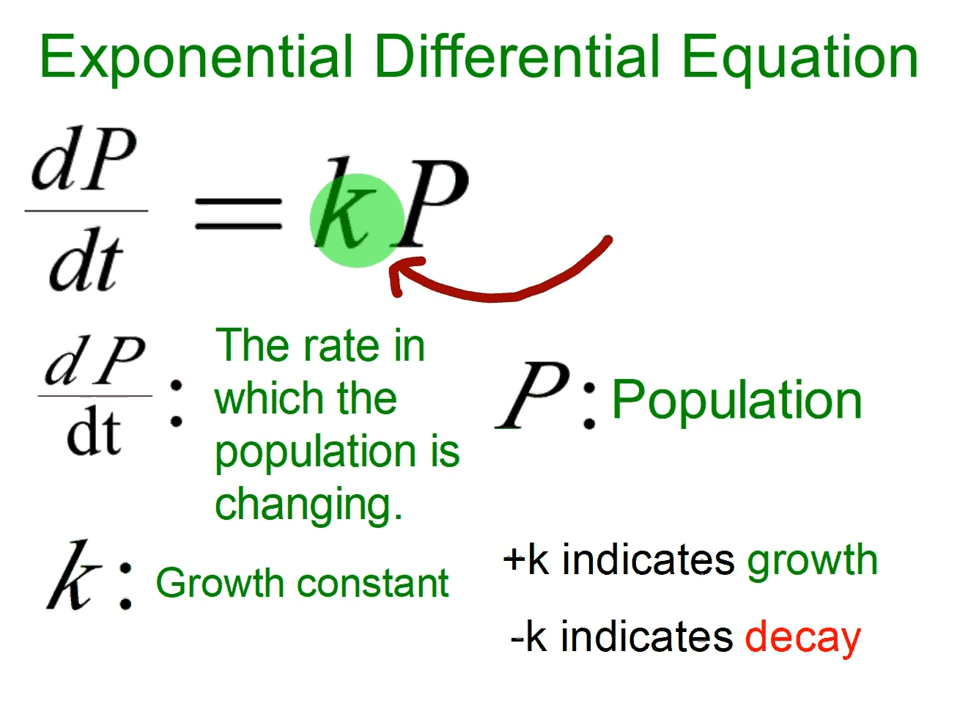 Exponential Differential Equation
dP
dt
= kP
dP
dt
:
The rate in
which the
population is
changing.
P: Population
k: Growth constant
+k indicates growth
-k indicates decay